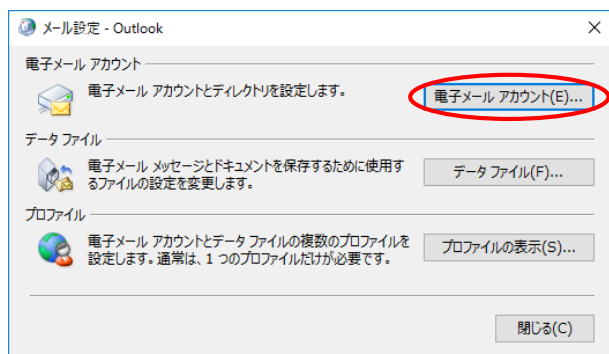 メール設定 - Outlook
電子メール アカウント
電子メール アカウントとディレクトリを設定します。
電子メール アカウント(E)...
データ ファイル
電子メール メッセージとドキュメントを保存するために使用す
るファイルの設定を変更します。
データ ファイル(F)...
プロファイル
電子メール アカウントとデータ ファイルの複数のプロファイルを
設定します。通常は、1 つのプロファイルだけが必要です。
プロファイルの表示(S)...
閉じる(C)